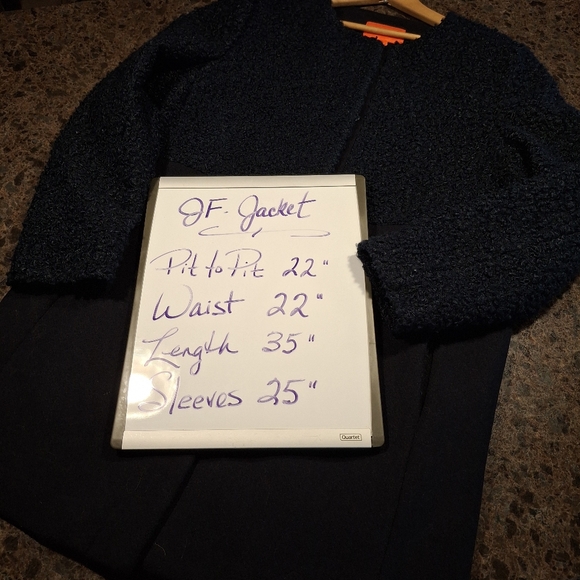 JF. Jacket
Pit to Pit 22"
Waist 22"
Length 35"
Sleeves 25"
Quartet